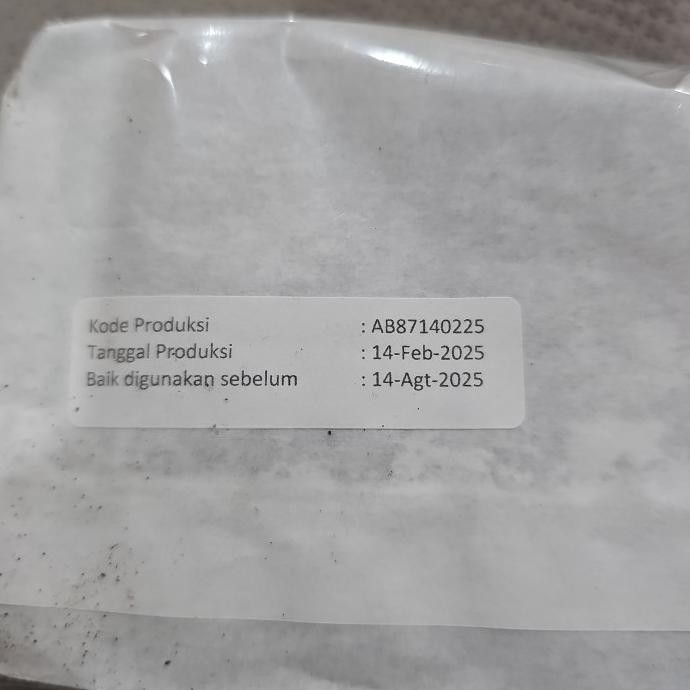 Kode Produksi : AB87140225
Tanggal Produksi : 14-Feb-2025
Baik digunakan sebelum : 14-Agt-2025